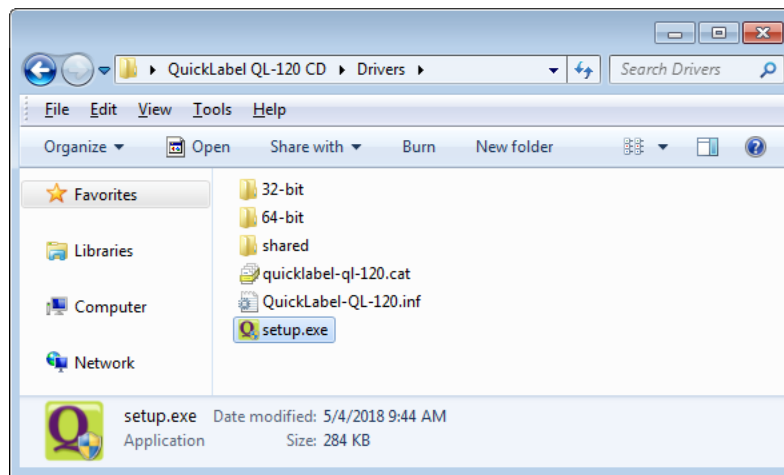 QuickLabel QL-120 CD Drivers Search Drivers
File Edit View Tools Help
Organize Open Share with Burn New folder
Favorites
Libraries
Computer
Network
32-bit
64-bit
shared
quicklabel-ql-120.cat
QuickLabel-QL-120.inf
setup.exe
setup.exe Date modified: 5/4/2018 9:44 AM
Application Size: 284 KB